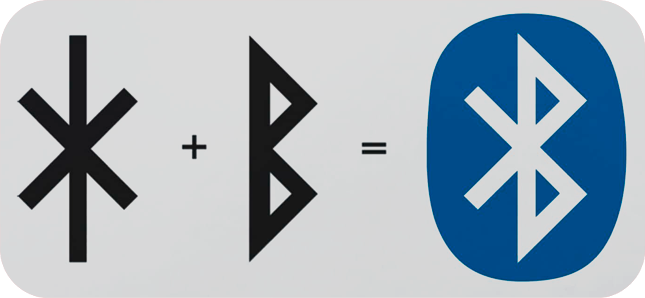 ᚼ + ᛒ =